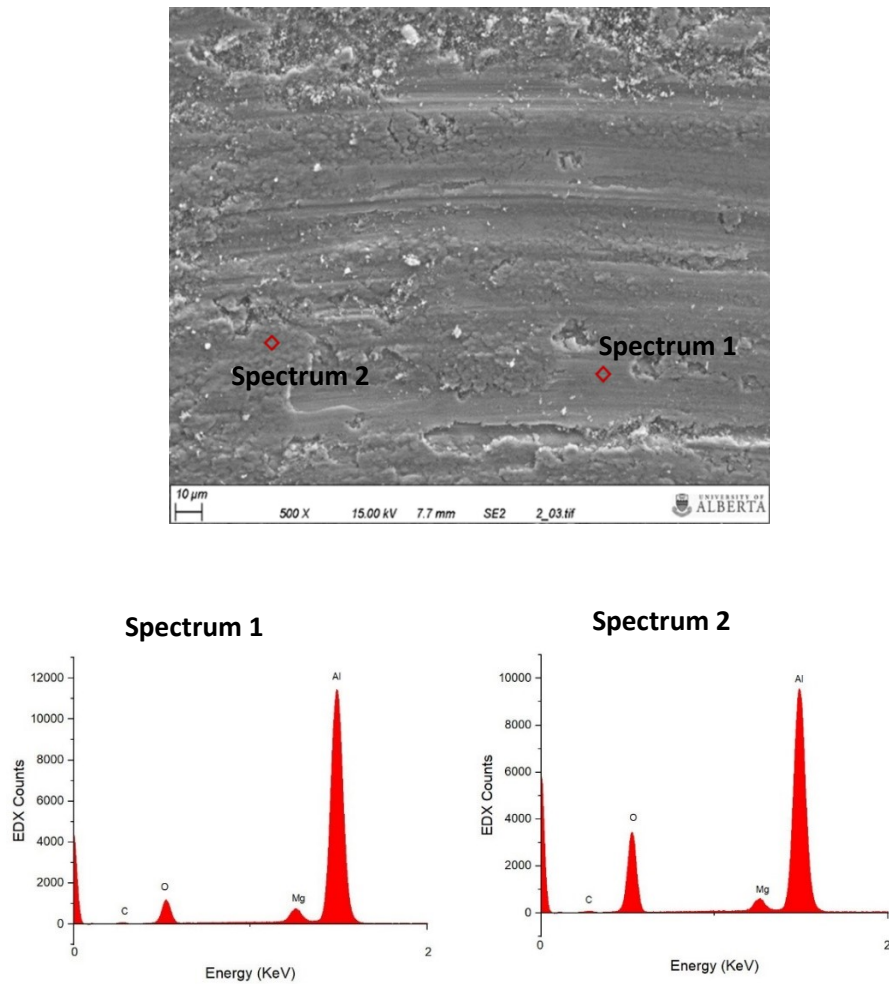 Spectrum 1
Spectrum 2
10 µm
500 X 15.00 kV 7.7 mm SE2 2_03.tif
UNIVERSITY OF
ALBERTA
Spectrum 1
12000
10000
8000
6000
4000
2000
0
EDX Counts
C
O
Mg
Al
0
2
Energy (KeV)
Spectrum 2
10000
8000
6000
4000
2000
0
EDX Counts
C
O
Mg
Al
0
2
Energy (KeV)